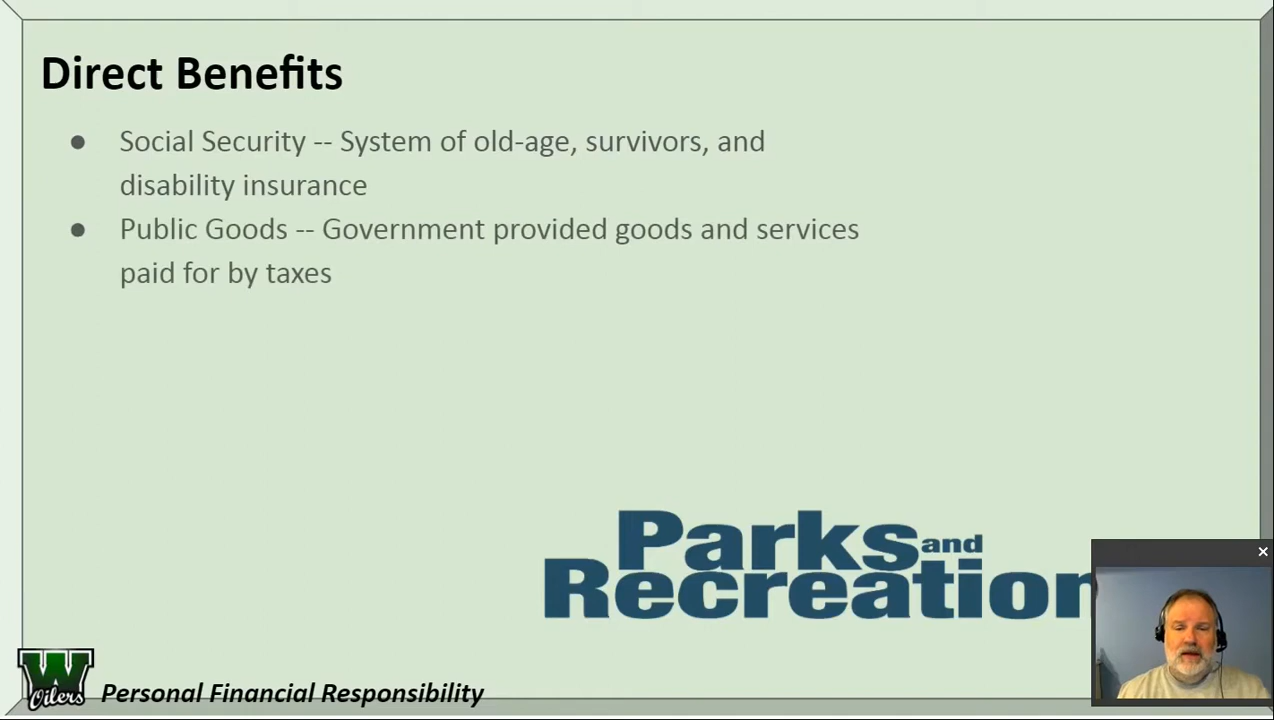 Direct Benefits
● Social Security -- System of old-age, survivors, and
disability insurance
● Public Goods -- Government provided goods and services
paid for by taxes
Parks and
Recreation
W
Oilers
Personal Financial Responsibility